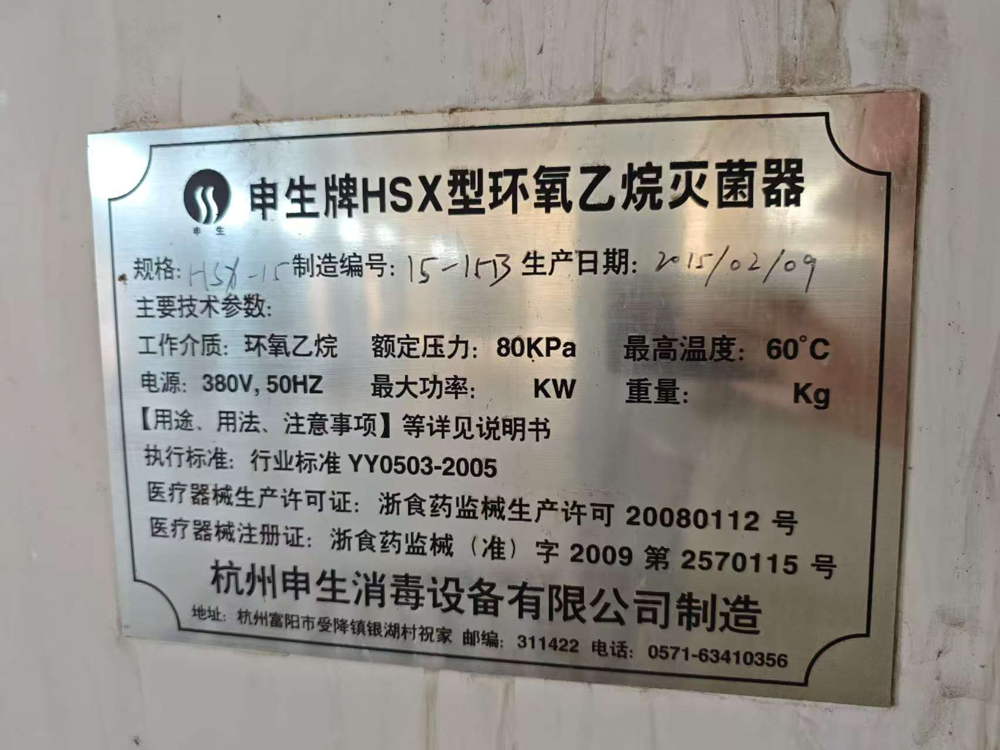 申生
申生牌HSX型环氧乙烷灭菌器
规格: HSX-15 制造编号: 15-15B 生产日期: 2015/02/09
主要技术参数:
工作介质: 环氧乙烷 额定压力: 80KPa 最高温度: 60°C
电源: 380V, 50HZ 最大功率: KW 重量: Kg
【用途、用法、注意事项】等详见说明书
执行标准: 行业标准 YY0503-2005
医疗器械生产许可证: 浙食药监械生产许可 20080112 号
医疗器械注册证: 浙食药监械（准）字 2009 第 2570115 号
杭州申生消毒设备有限公司制造
地址: 杭州富阳市受降镇银湖村祝家 邮编: 311422 电话: 0571-63410356